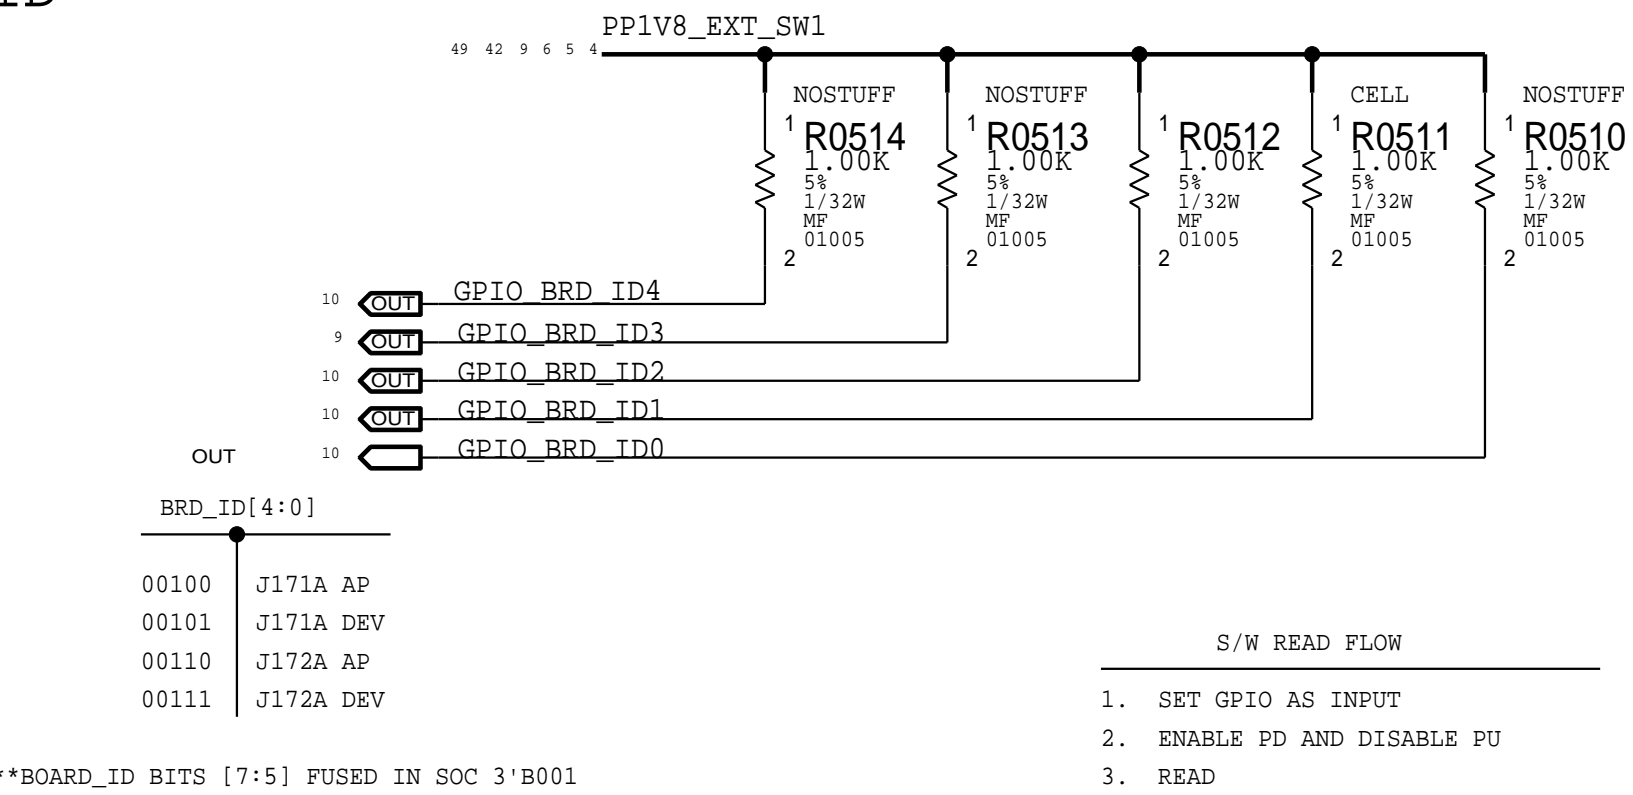 ID
PP1V8_EXT_SW1
49 42 9 6 5 4
NOSTUFF NOSTUFF CELL NOSTUFF
1 R0514 1 R0513 1 R0512 1 R0511 1 R0510
1.00K 1.00K 1.00K 1.00K 1.00K
5% 5% 5% 5% 5%
1/32W 1/32W 1/32W 1/32W 1/32W
MF MF MF MF MF
01005 01005 01005 01005 01005
2 2 2 2 2
10 OUT GPIO_BRD_ID4
9 OUT GPIO_BRD_ID3
10 OUT GPIO_BRD_ID2
10 OUT GPIO_BRD_ID1
OUT 10 GPIO_BRD_ID0
BRD_ID[4:0]
00100 J171A AP
00101 J171A DEV
00110 J172A AP
00111 J172A DEV
**BOARD_ID BITS [7:5] FUSED IN SOC 3'B001
S/W READ FLOW
1. SET GPIO AS INPUT
2. ENABLE PD AND DISABLE PU
3. READ